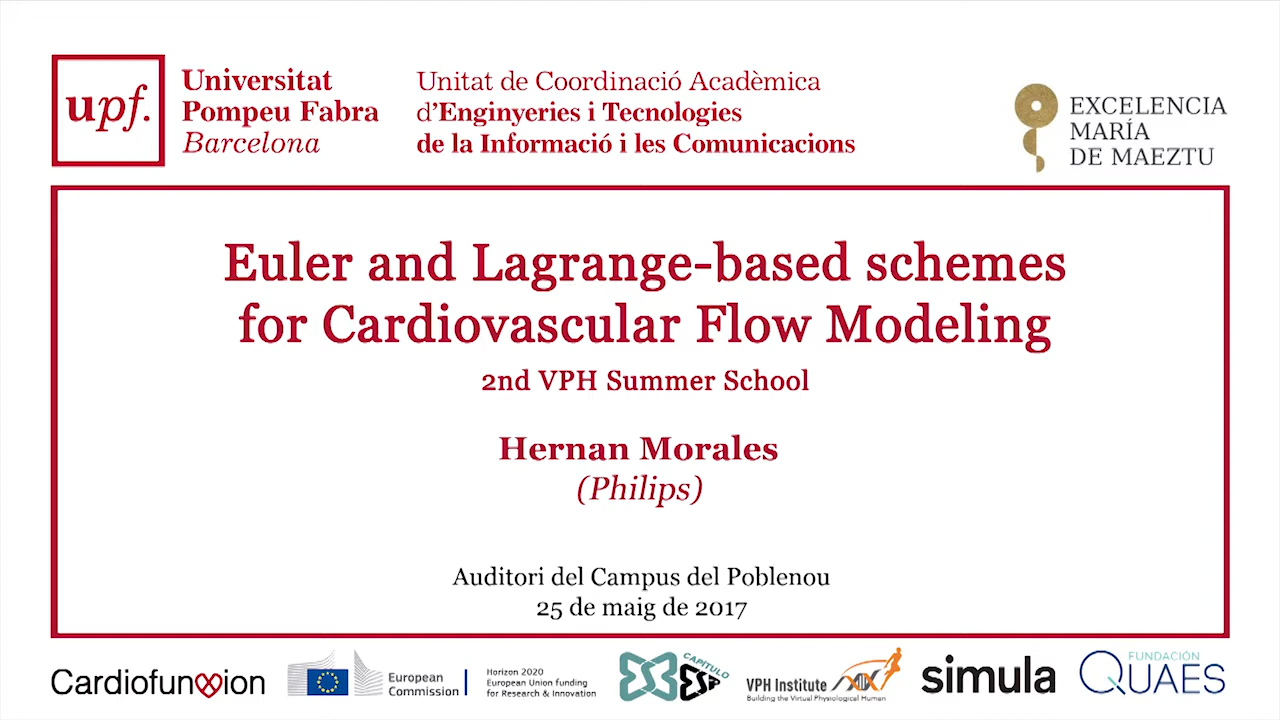 upf.
Universitat
Pompeu Fabra
Barcelona
Unitat de Coordinació Acadèmica
d'Enginyeries i Tecnologies
de la Informació i les Comunicacions
EXCELENCIA
MARÍA
DE MAEZTU
Euler and Lagrange-based schemes
for Cardiovascular Flow Modeling
2nd VPH Summer School
Hernan Morales
(Philips)
Auditori del Campus del Poblenou
25 de maig de 2017
Cardiofunxion
European
Commission
Horizon 2020
European Union funding
for Research & Innovation
CAPÍTULO
ESP
VPH Institute
Building the Virtual Physiological Human
simula
FUNDACIÓN
QUAES